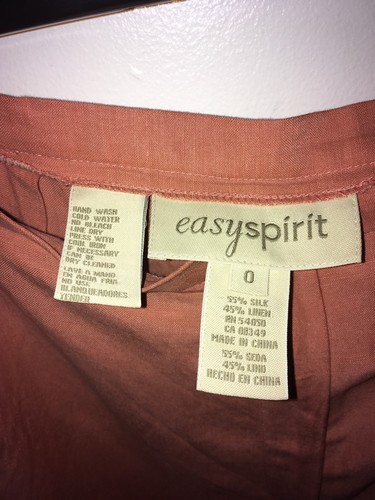 HAND WASH
COLD WATER
NO BLEACH
LINE DRY
PRESS WITH
COOL IRON
IF NECESSARY
CAN BE
DRY CLEANED
LAVE A MANO
EN AGUA FRIA.
NO USE
BLANQUEADORES
TENDER
easyspirit
0
55% SILK
45% LINEN
RN 54050
CA 08349
MADE IN CHINA
55% SEDA
45% LINO
HECHO EN CHINA